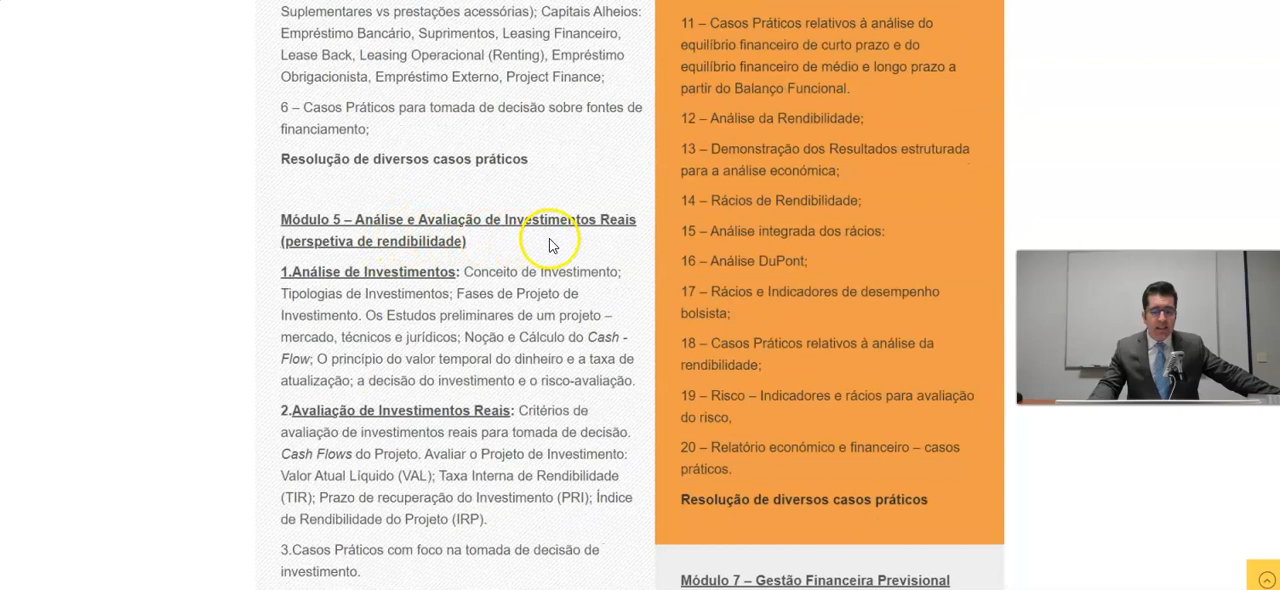 Suplementares vs prestações acessórias); Capitais Alheios:
Empréstimo Bancário, Suprimentos, Leasing Financeiro,
Lease Back, Leasing Operacional (Renting), Empréstimo
Obrigacionista, Empréstimo Externo, Project Finance;
6 – Casos Práticos para tomada de decisão sobre fontes de
financiamento;
Resolução de diversos casos práticos
Módulo 5 – Análise e Avaliação de Investimentos Reais
(perspetiva de rendibilidade)
1.Análise de Investimentos: Conceito de Investimento;
Tipologias de Investimentos; Fases de Projeto de
Investimento. Os Estudos preliminares de um projeto –
mercado, técnicos e jurídicos; Noção e Cálculo do Cash -
Flow; O princípio do valor temporal do dinheiro e a taxa de
atualização; a decisão do investimento e o risco-avaliação.
2.Avaliação de Investimentos Reais: Critérios de
avaliação de investimentos reais para tomada de decisão.
Cash Flows do Projeto. Avaliar o Projeto de Investimento:
Valor Atual Líquido (VAL); Taxa Interna de Rendibilidade
(TIR); Prazo de recuperação do Investimento (PRI); Índice
de Rendibilidade do Projeto (IRP).
3.Casos Práticos com foco na tomada de decisão de
investimento.
11 – Casos Práticos relativos à análise do
equilíbrio financeiro de curto prazo e do
equilíbrio financeiro de médio e longo prazo a
partir do Balanço Funcional.
12 – Análise da Rendibilidade;
13 – Demonstração dos Resultados estruturada
para a análise económica;
14 – Rácios de Rendibilidade;
15 – Análise integrada dos rácios:
16 – Análise DuPont;
17 – Rácios e Indicadores de desempenho
bolsista;
18 – Casos Práticos relativos à análise da
rendibilidade;
19 – Risco – Indicadores e rácios para avaliação
do risco,
20 – Relatório económico e financeiro – casos
práticos.
Resolução de diversos casos práticos
Módulo 7 – Gestão Financeira Previsional